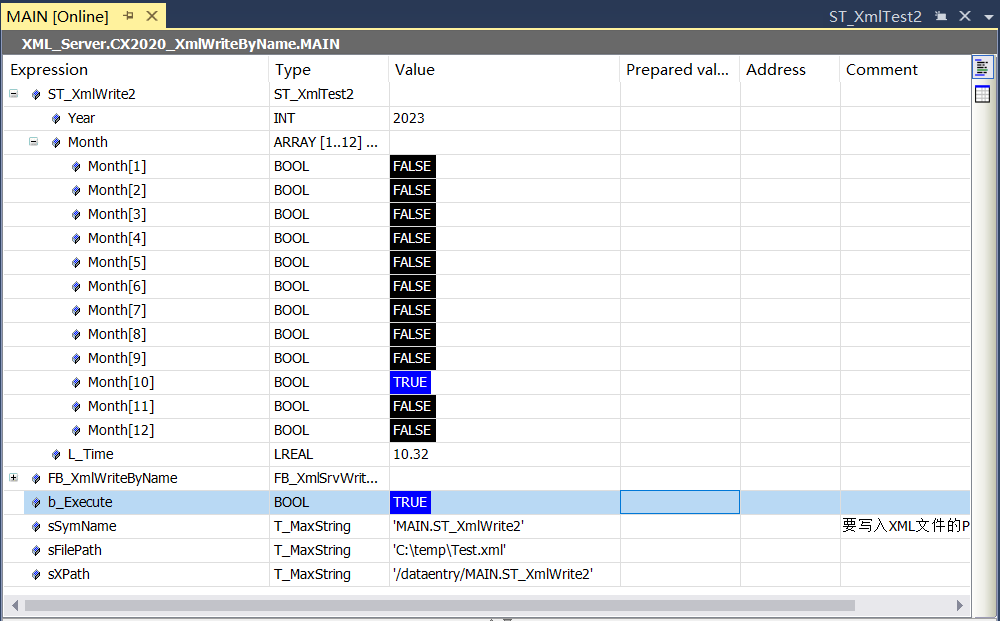 MAIN [Online] ST_XmlTest2
XML_Server.CX2020_XmlWriteByName.MAIN
Expression Type Value Prepared val... Address Comment
ST_XmlWrite2 ST_XmlTest2
Year INT 2023
Month ARRAY [1..12] ...
Month[1] BOOL FALSE
Month[2] BOOL FALSE
Month[3] BOOL FALSE
Month[4] BOOL FALSE
Month[5] BOOL FALSE
Month[6] BOOL FALSE
Month[7] BOOL FALSE
Month[8] BOOL FALSE
Month[9] BOOL FALSE
Month[10] BOOL TRUE
Month[11] BOOL FALSE
Month[12] BOOL FALSE
L_Time LREAL 10.32
FB_XmlWriteByName FB_XmlSrvWrit...
b_Execute BOOL TRUE
sSymName T_MaxString 'MAIN.ST_XmlWrite2' 要写入XML文件的P
sFilePath T_MaxString 'C:\temp\Test.xml'
sXPath T_MaxString '/dataentry/MAIN.ST_XmlWrite2'